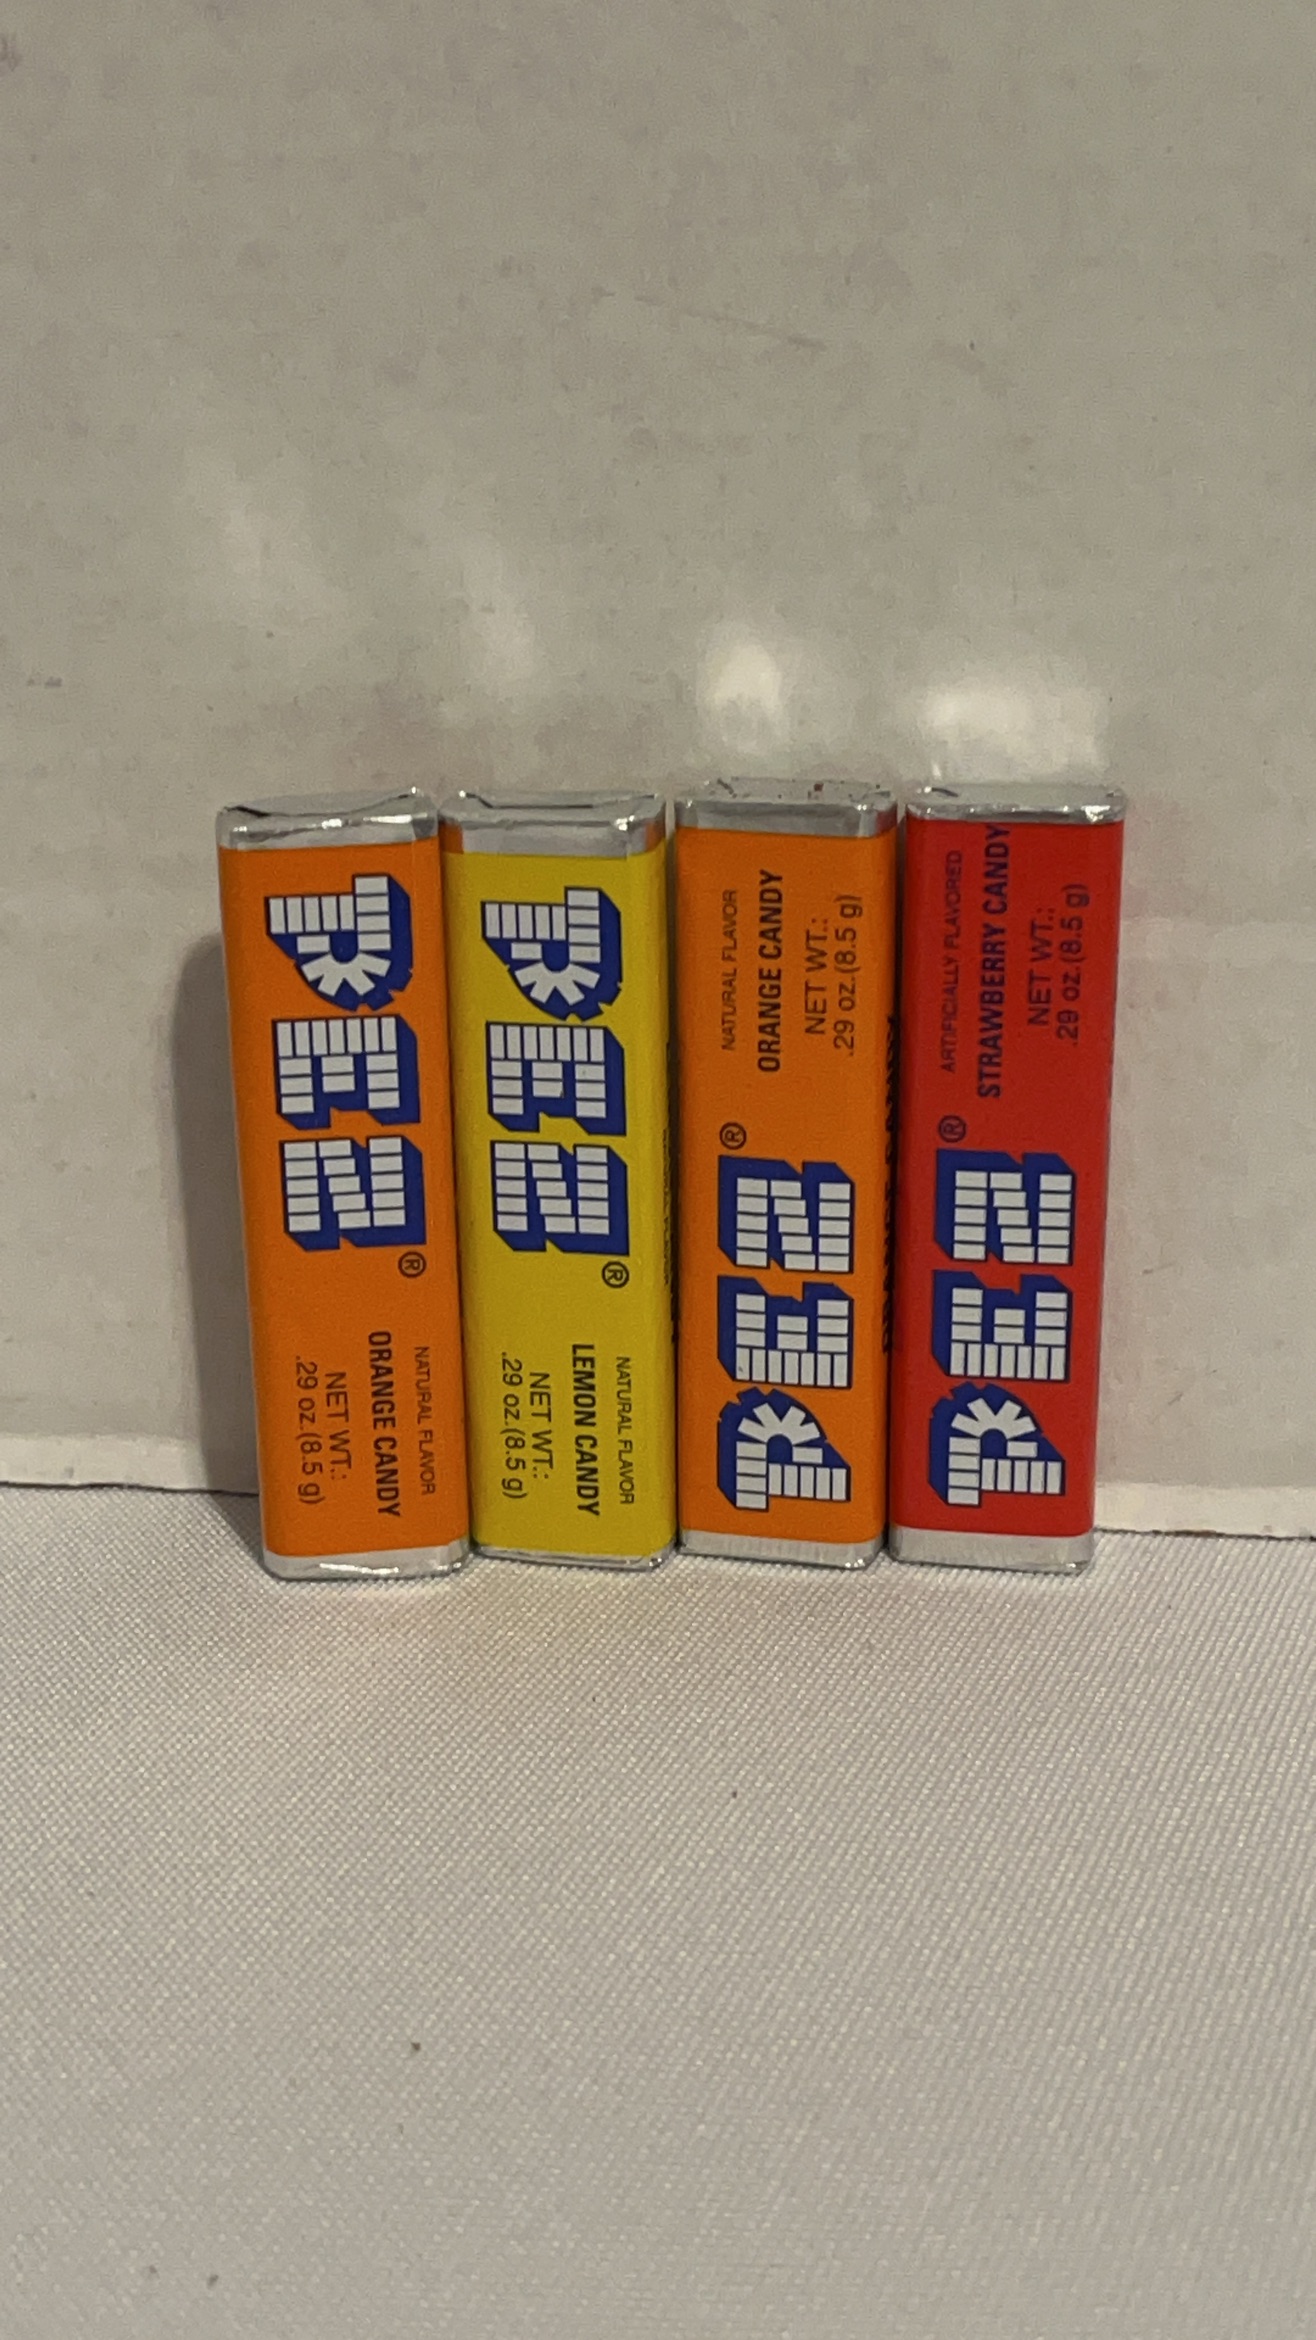 PEZ®
NATURAL FLAVOR
ORANGE CANDY
NET WT.:
.29 oz.(8.5 g)
PEZ®
NATURAL FLAVOR
LEMON CANDY
NET WT.:
.29 oz.(8.5 g)
PEZ®
NATURAL FLAVOR
ORANGE CANDY
NET WT.:
.29 oz.(8.5 g)
PEZ®
ARTIFICIALLY FLAVORED
STRAWBERRY CANDY
NET WT.:
.29 oz.(8.5 g)